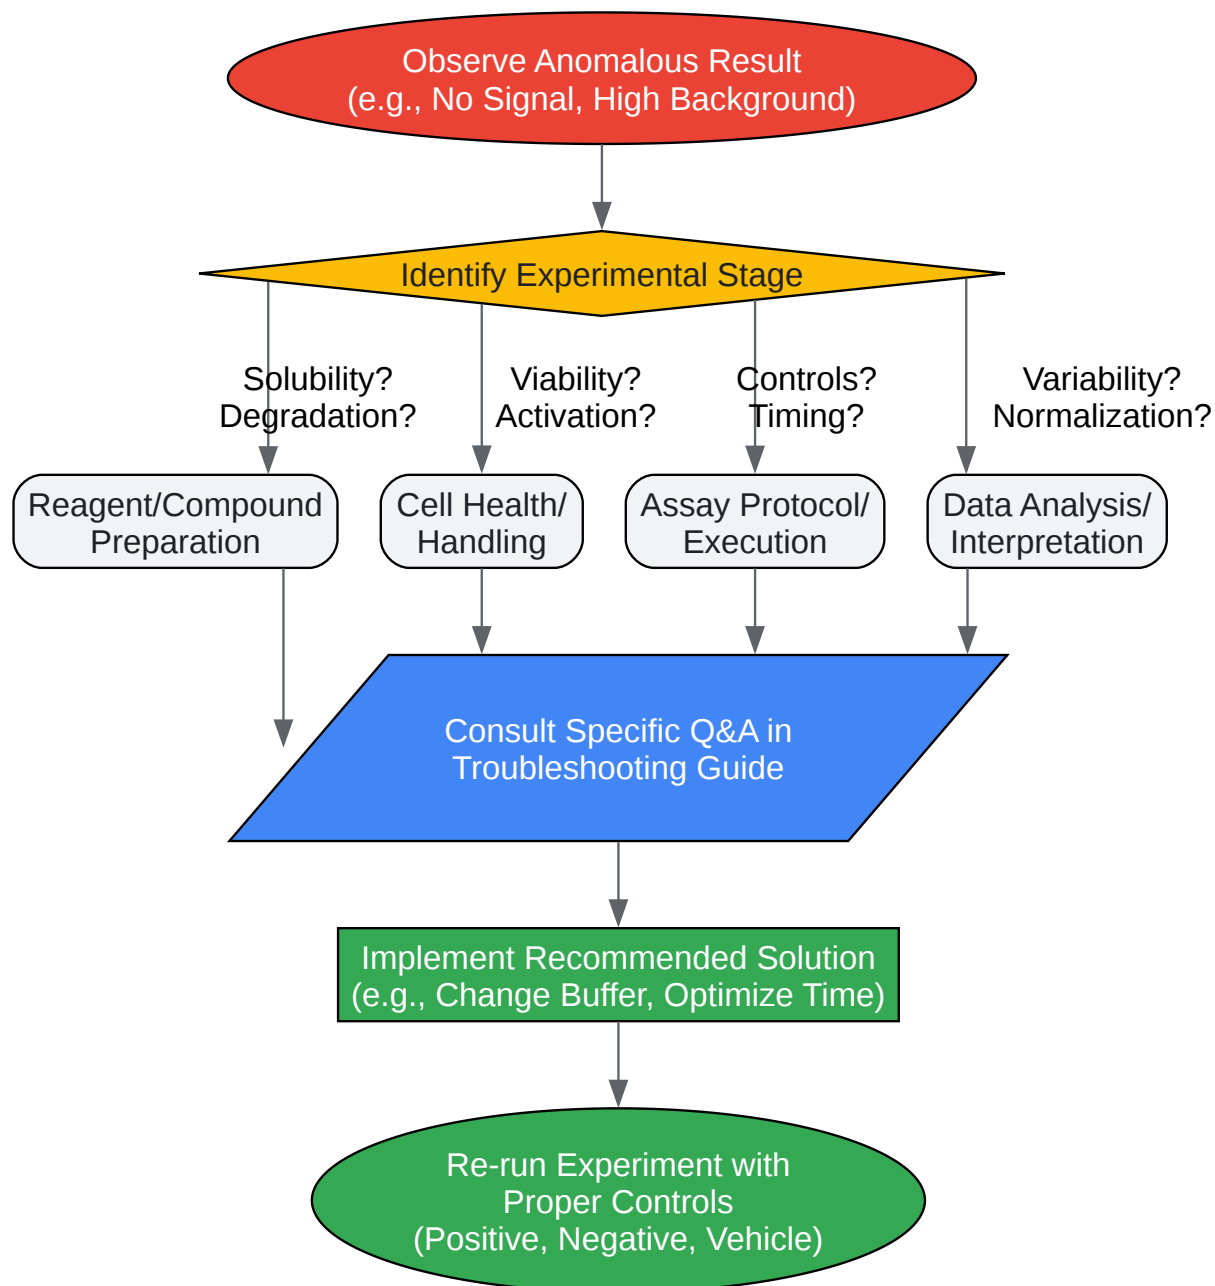 Observe Anomalous Result
(e.g., No Signal, High Background)
Identify Experimental Stage
Solubility?
Degradation?
Viability?
Activation?
Controls?
Timing?
Variability?
Normalization?
Reagent/Compound
Preparation
Cell Health/
Handling
Assay Protocol/
Execution
Data Analysis/
Interpretation
Consult Specific Q&A in
Troubleshooting Guide
Implement Recommended Solution
(e.g., Change Buffer, Optimize Time)
Re-run Experiment with
Proper Controls
(Positive, Negative, Vehicle)